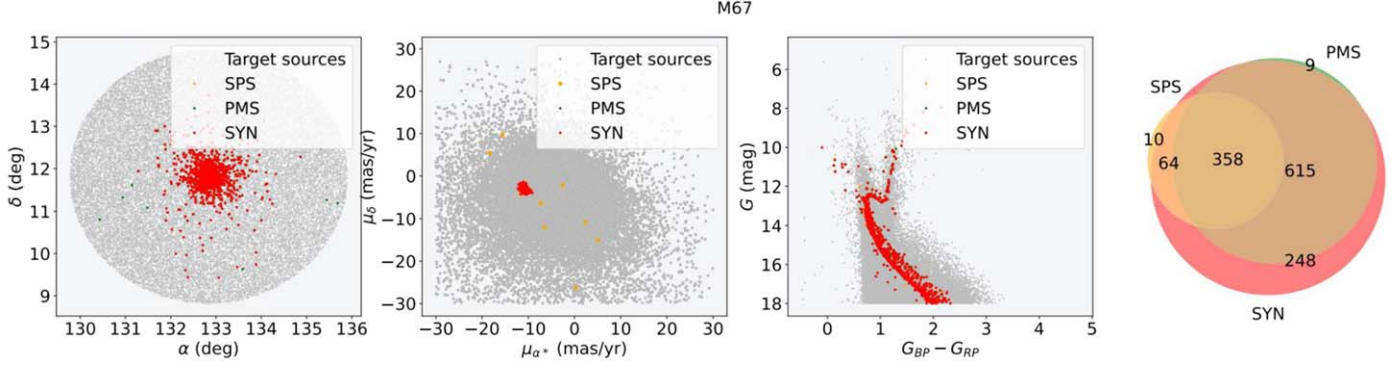 M67
15
14
13
12
11
10
9
δ (deg)
130 131 132 133 134 135 136
α (deg)
Target sources
SPS
PMS
SYN
30
20
10
0
−10
−20
−30
μδ (mas/yr)
−30 −20 −10 0 10 20 30
μα* (mas/yr)
Target sources
SPS
PMS
SYN
4
6
8
10
12
14
16
18
G (mag)
0 1 2 3 4 5
GBP − GRP
Target sources
SPS
PMS
SYN
PMS
9
SPS
10
64
358
615
248
SYN